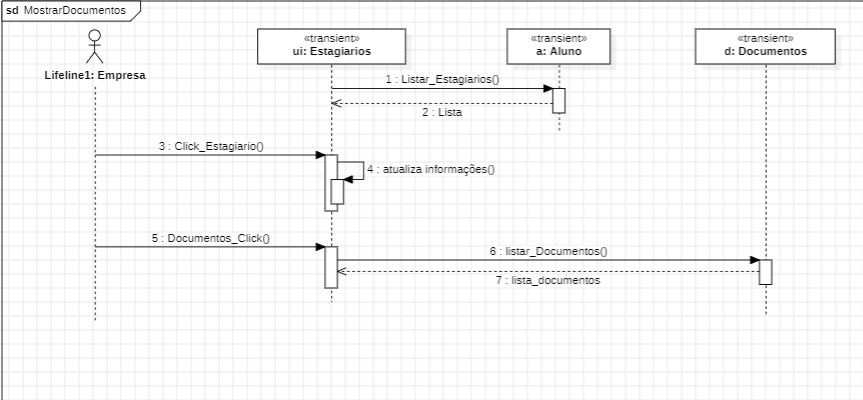 sd MostrarDocumentos
«transient»
ui: Estagiarios
«transient»
a: Aluno
«transient»
d: Documentos
Lifeline1: Empresa
1 : Listar_Estagiarios()
2 : Lista
3 : Click_Estagiario()
4 : atualiza informações()
5 : Documentos_Click()
6 : listar_Documentos()
7 : lista_documentos